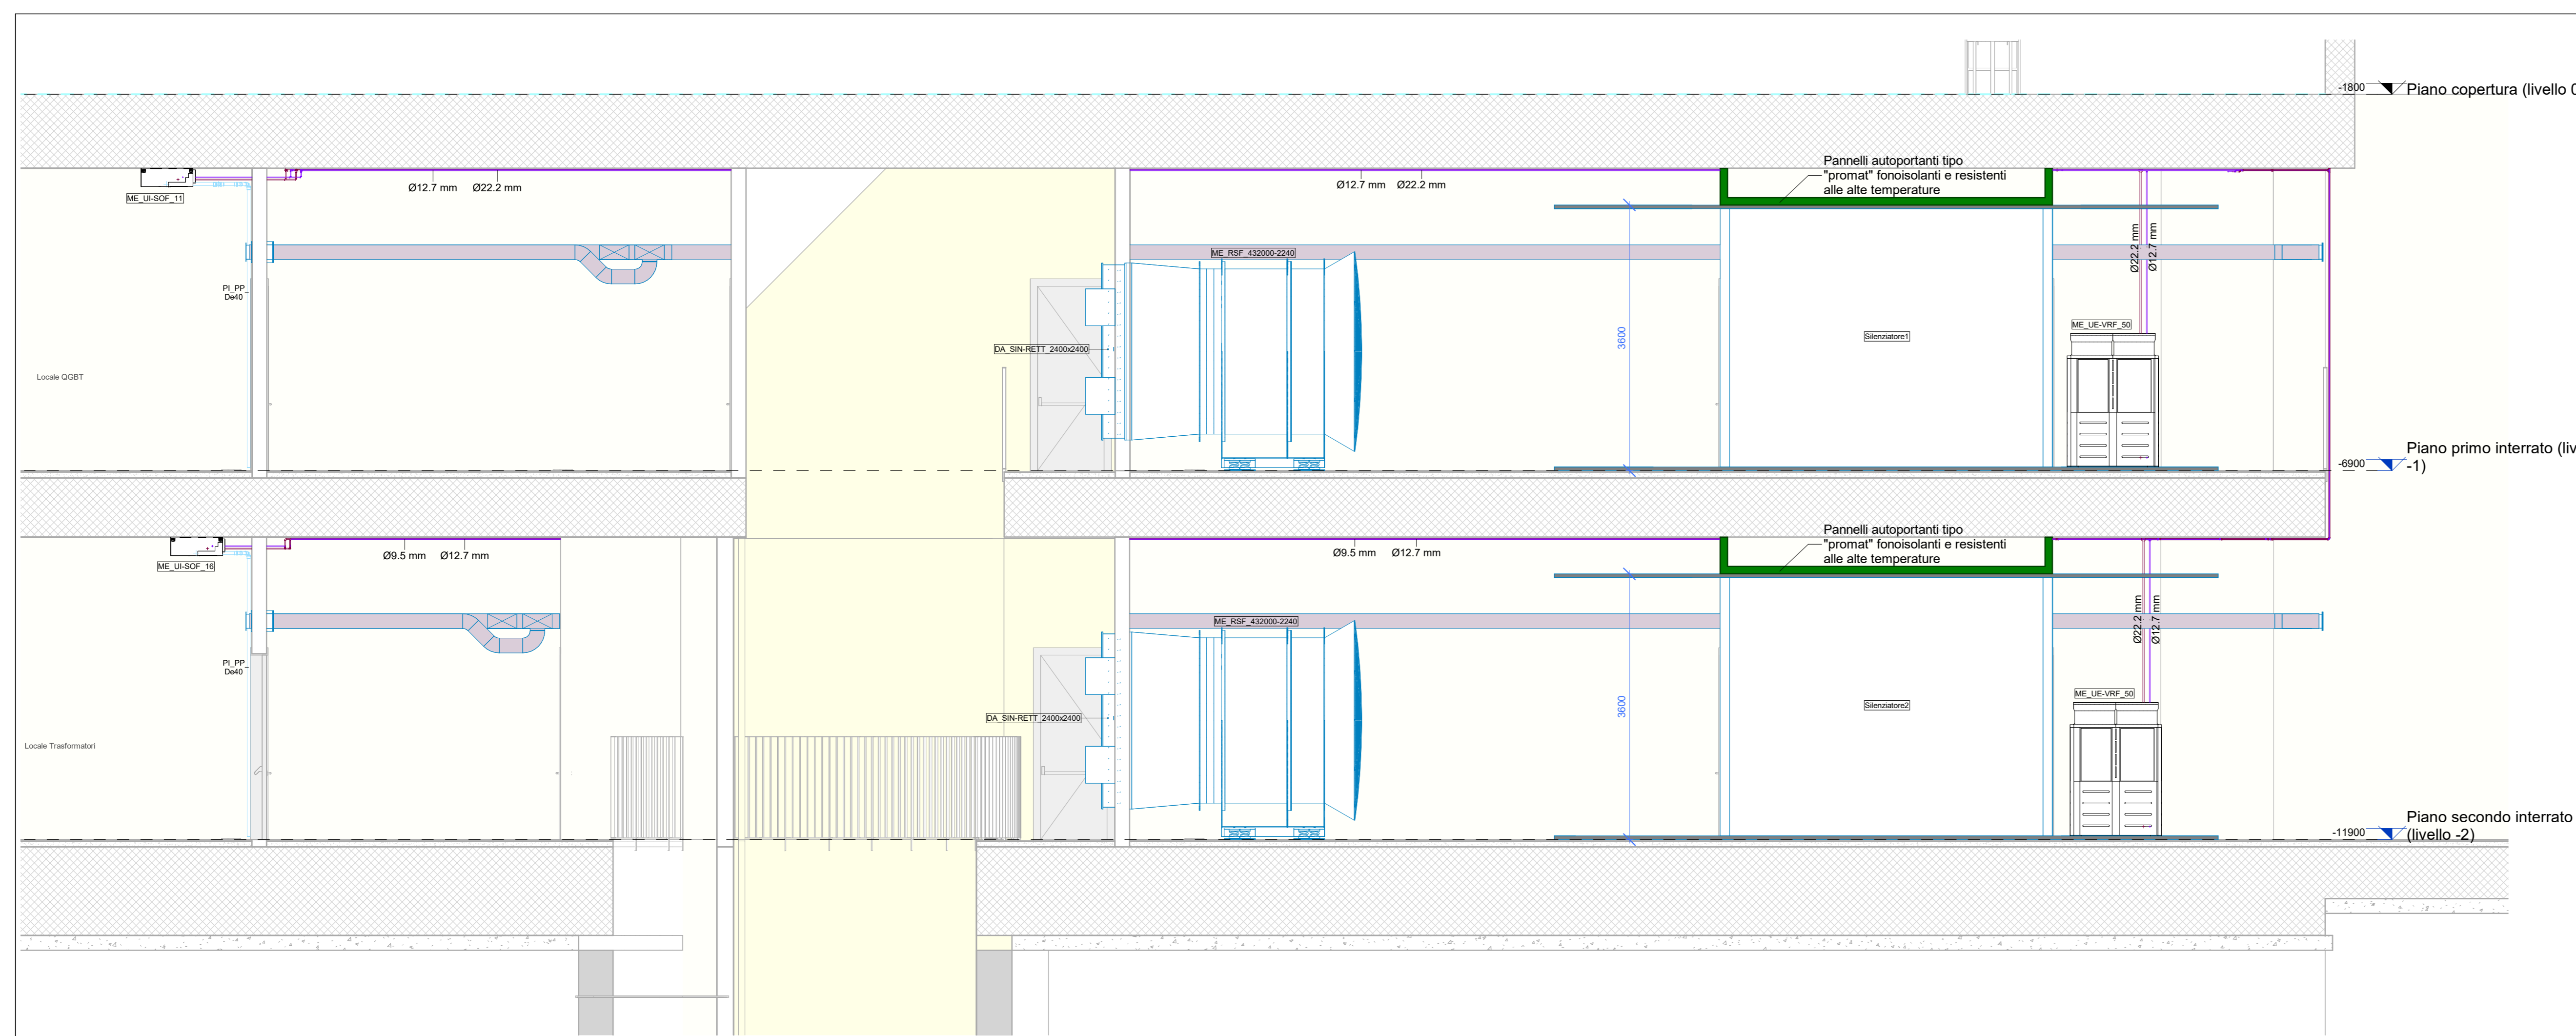 -1800
Piano copertura (livello 0
Pannelli autoportanti tipo
"promat" fonoisolanti e resistenti
alle alte temperature
Ø12.7 mm
Ø22.2 mm
Ø12.7 mm
Ø22.2 mm
ME_UI-SOF_11
ME_RSF_432000-2240
Ø22.2 mm
Ø12.7 mm
PI_PP_
De40
ME_UE-VRF_50
3600
Silenziatore1
DA_SIN-RETT_2400x2400
Locale QGBT
-6900
Piano primo interrato (liv
-1)
Pannelli autoportanti tipo
"promat" fonoisolanti e resistenti
alle alte temperature
Ø9.5 mm
Ø12.7 mm
Ø9.5 mm
Ø12.7 mm
ME_UI-SOF_16
ME_RSF_432000-2240
Ø22.2 mm
Ø12.7 mm
PI_PP_
De40
ME_UE-VRF_50
3600
Silenziatore2
DA_SIN-RETT_2400x2400
Locale Trasformatori
-11900
Piano secondo interrato
(livello -2)